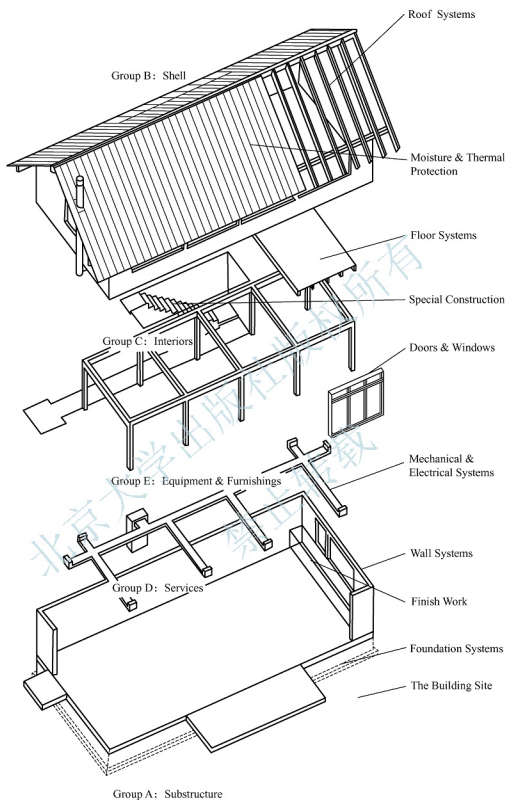 Roof Systems
Group B: Shell
Moisture & Thermal
Protection
Floor Systems
Special Construction
Group C: Interiors
Doors & Windows
Mechanical &
Electrical Systems
Group E: Equipment & Furnishings
Wall Systems
Group D: Services
Finish Work
Foundation Systems
The Building Site
Group A: Substructure
北京大学出版社版权所有
禁止转载